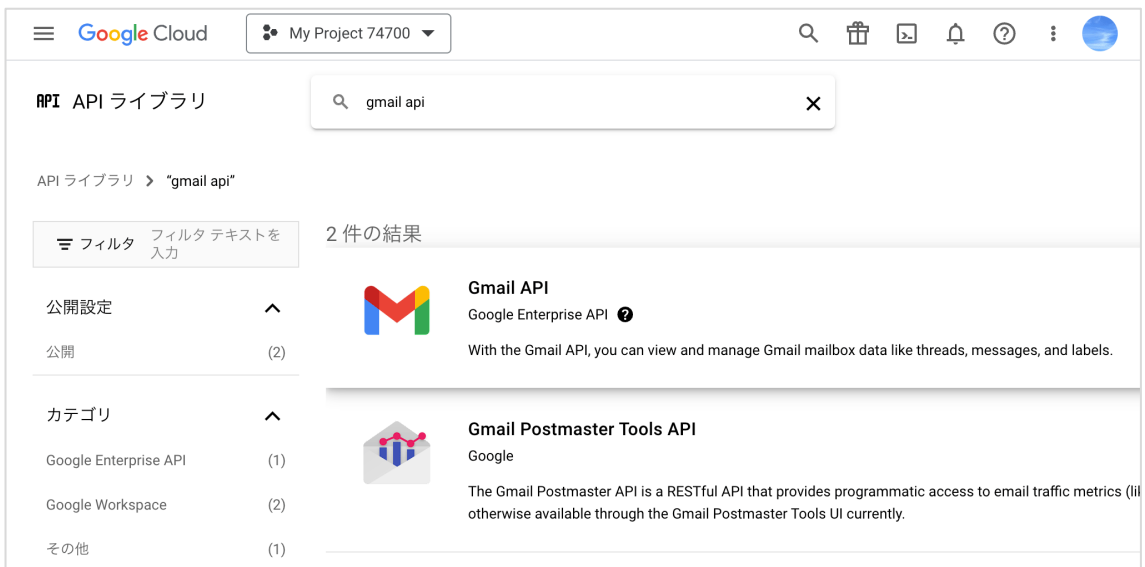 Google Cloud
My Project 74700
API API ライブラリ
gmail api
API ライブラリ
“gmail api”
フィルタ
フィルタ テキストを
入力
公開設定
公開 (2)
カテゴリ
Google Enterprise API (1)
Google Workspace (2)
その他 (1)
2 件の結果
Gmail API
Google Enterprise API
With the Gmail API, you can view and manage Gmail mailbox data like threads, messages, and labels.
Gmail Postmaster Tools API
Google
The Gmail Postmaster API is a RESTful API that provides programmatic access to email traffic metrics
otherwise available through the Gmail Postmaster Tools UI currently.